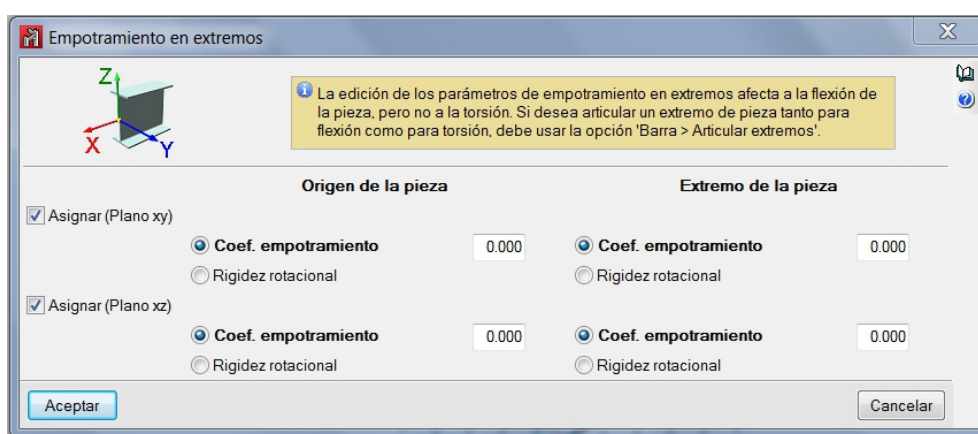 Empotramiento en extremos
Z
X
Y
La edición de los parámetros de empotramiento en extremos afecta a la flexión de
la pieza, pero no a la torsión. Si desea articular un extremo de pieza tanto para
flexión como para torsión, debe usar la opción 'Barra > Articular extremos'.
Origen de la pieza Extremo de la pieza
Asignar (Plano xy)
Coef. empotramiento 0.000 Coef. empotramiento 0.000
Rigidez rotacional Rigidez rotacional
Asignar (Plano xz)
Coef. empotramiento 0.000 Coef. empotramiento 0.000
Rigidez rotacional Rigidez rotacional
Aceptar Cancelar